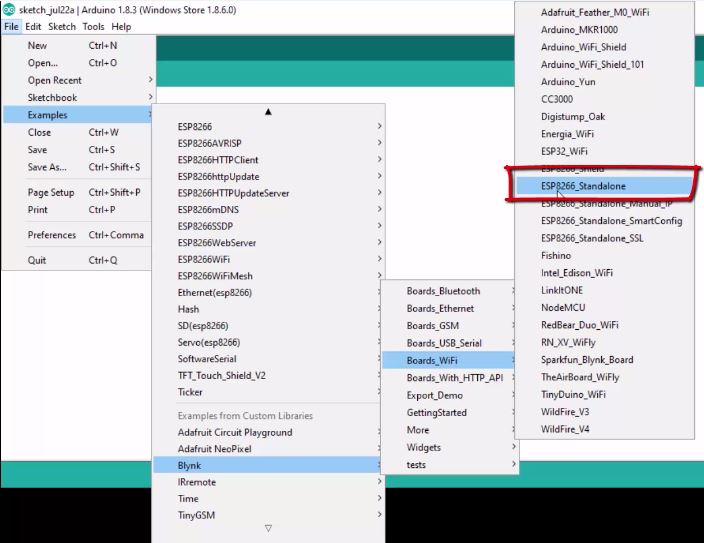 sketch_jul22a | Arduino 1.8.3 (Windows Store 1.8.6.0)
File Edit Sketch Tools Help
New Ctrl+N
Open... Ctrl+O
Open Recent
Sketchbook
Examples
Close Ctrl+W
Save Ctrl+S
Save As... Ctrl+Shift+S
Page Setup Ctrl+Shift+P
Print Ctrl+P
Preferences Ctrl+Comma
Quit Ctrl+Q
ESP8266
ESP8266AVRISP
ESP8266HTTPClient
ESP8266httpUpdate
ESP8266HTTPUpdateServer
ESP8266mDNS
ESP8266SSDP
ESP8266WebServer
ESP8266WiFi
ESP8266WiFiMesh
Ethernet(esp8266)
Hash
SD(esp8266)
Servo(esp8266)
SoftwareSerial
TFT_Touch_Shield_V2
Ticker
Examples from Custom Libraries
Adafruit Circuit Playground
Adafruit NeoPixel
Blynk
IRremote
Time
TinyGSM
Boards_Bluetooth
Boards_Ethernet
Boards_GSM
Boards_USB_Serial
Boards_WiFi
Boards_With_HTTP_API
Export_Demo
GettingStarted
More
Widgets
tests
Adafruit_Feather_M0_WiFi
Arduino_MKR1000
Arduino_WiFi_Shield
Arduino_WiFi_Shield_101
Arduino_Yun
CC3000
Digistump_Oak
Energia_WiFi
ESP32_WiFi
ESP8266_Shield
ESP8266_Standalone
ESP8266_Standalone_Manual_IP
ESP8266_Standalone_SmartConfig
ESP8266_Standalone_SSL
Fishino
Intel_Edison_WiFi
LinkItONE
NodeMCU
RedBear_Duo_WiFi
RN_XV_WiFly
Sparkfun_Blynk_Board
TheAirBoard_WiFly
TinyDuino_WiFi
WildFire_V3
WildFire_V4